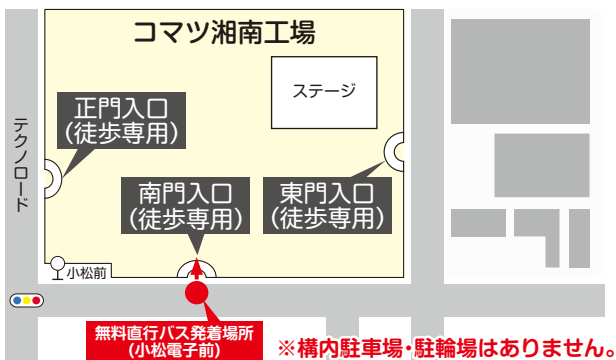 コマツ湘南工場
ステージ
正門入口
(徒歩専用)
テクノロード
南門入口
(徒歩専用)
東門入口
(徒歩専用)
小松前
無料直行バス発着場所
(小松電子前)
※構内駐車場・駐輪場はありません。